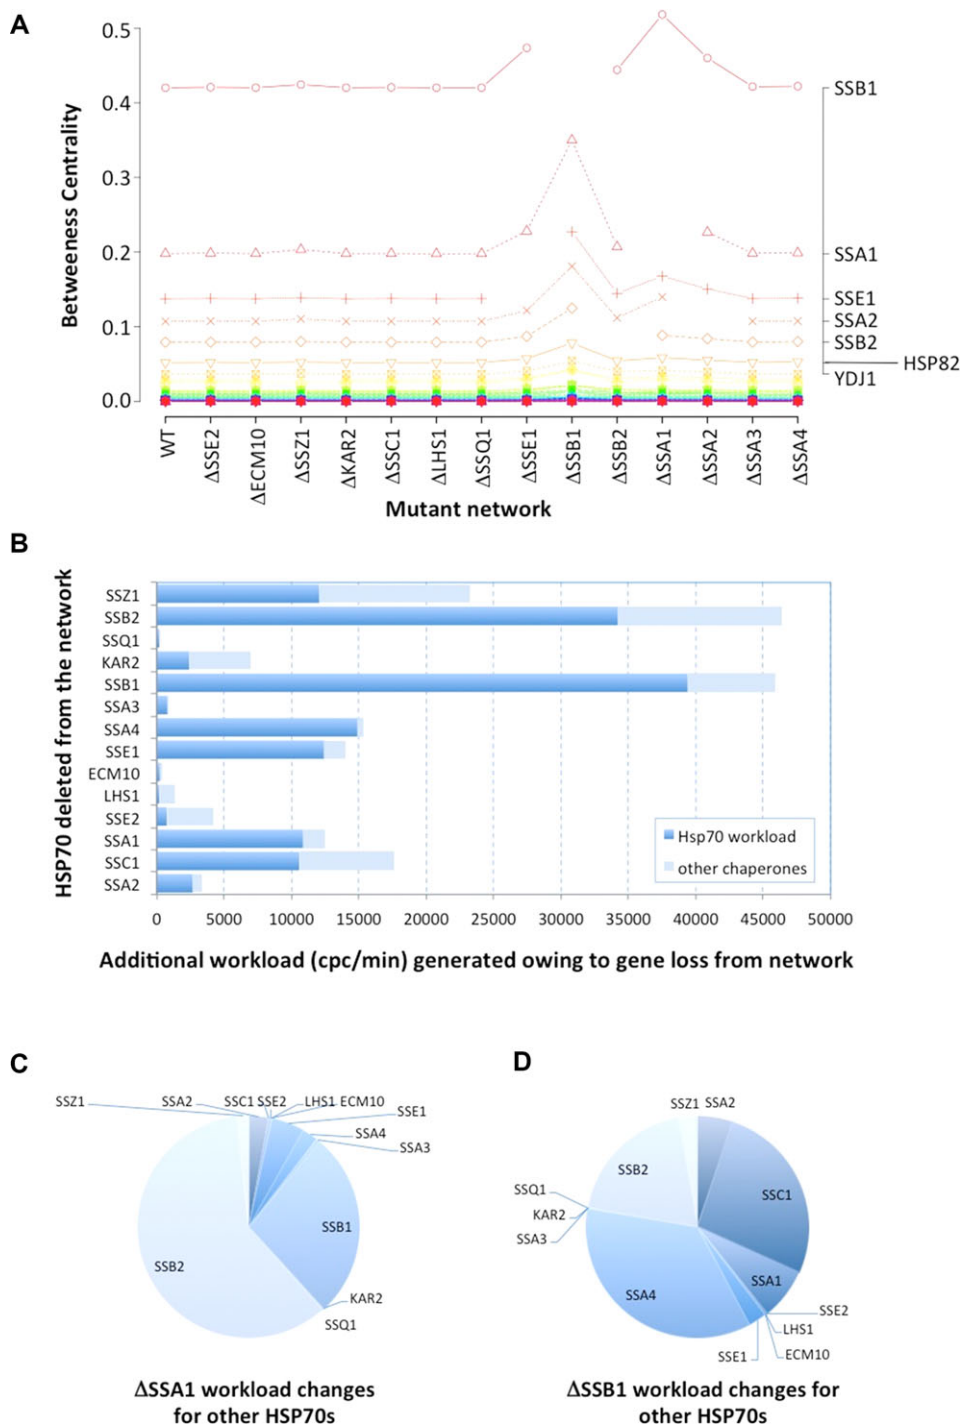 A
Betweeness Centrality
0.5
0.4
0.3
0.2
0.1
0.0
SSB1
SSA1
SSE1
SSA2
SSB2
HSP82
YDJ1
WT
ΔSSE2
ΔECM10
ΔSSZ1
ΔKAR2
ΔSSC1
ΔLHS1
ΔSSQ1
ΔSSE1
ΔSSB1
ΔSSB2
ΔSSA1
ΔSSA2
ΔSSA3
ΔSSA4
Mutant network
B
HSP70 deleted from the network
SSZ1
SSB2
SSQ1
KAR2
SSB1
SSA3
SSA4
SSE1
ECM10
LHS1
SSE2
SSA1
SSC1
SSA2
Hsp70 workload
other chaperones
0 5000 10000 15000 20000 25000 30000 35000 40000 45000 50000
Additional workload (cpc/min) generated owing to gene loss from network
C
SSZ1 SSA2 SSC1 SSE2 LHS1 ECM10
SSE1
SSA4
SSA3
SSB1
SSB2
KAR2
SSQ1
ΔSSA1 workload changes
for other HSP70s
D
SSZ1 SSA2
SSB2
SSC1
SSQ1
KAR2
SSA3
SSA1
SSA4
SSE2
LHS1
SSE1 ECM10
ΔSSB1 workload changes for
other HSP70s